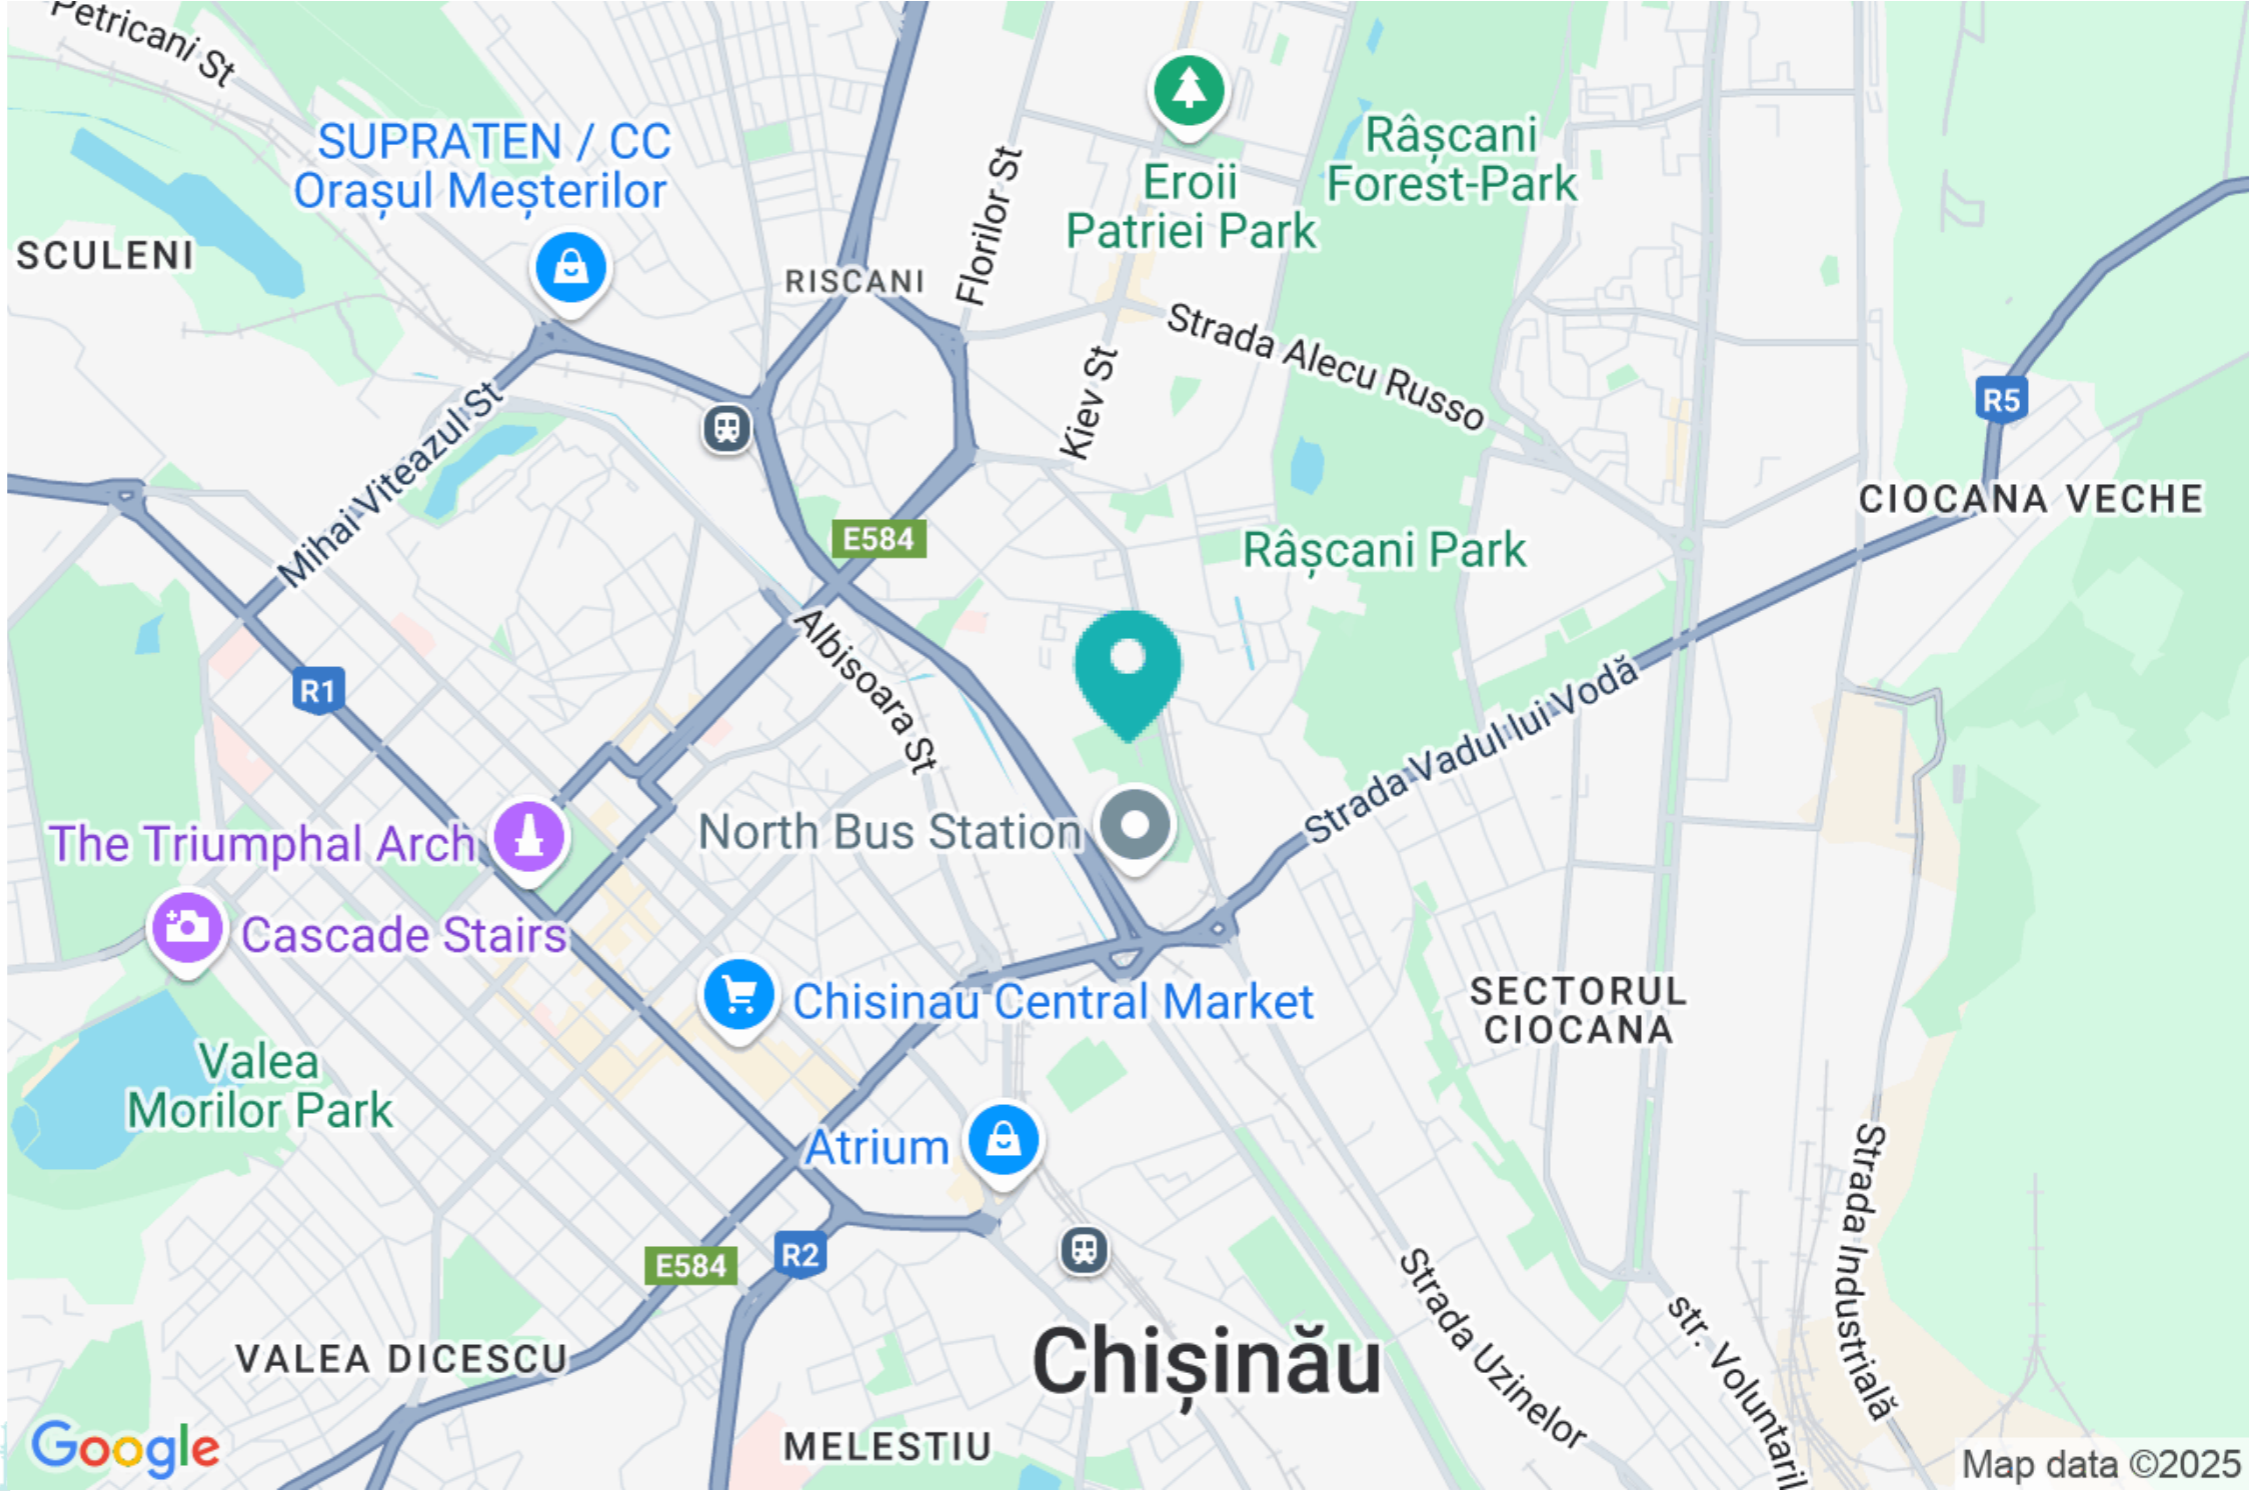 Petricani St
SUPRATEN / CC
Orașul Meșterilor
SCULENI
RISCANI
Florilor St
Eroii
Patriei Park
Râșcani
Forest-Park
Strada Alecu Russo
Kiev St
Mihai Viteazul St
R5
CIOCANA VECHE
E584
Râșcani Park
Albisoara St
R1
Strada Vadul lui Vodă
The Triumphal Arch
North Bus Station
Cascade Stairs
Chisinau Central Market
SECTORUL
CIOCANA
Valea
Morilor Park
Atrium
Strada Industrială
E584
R2
Strada Uzinelor
str. Voluntaril
VALEA DICESCU
Chișinău
MELESTIU
Google
Map data ©2025